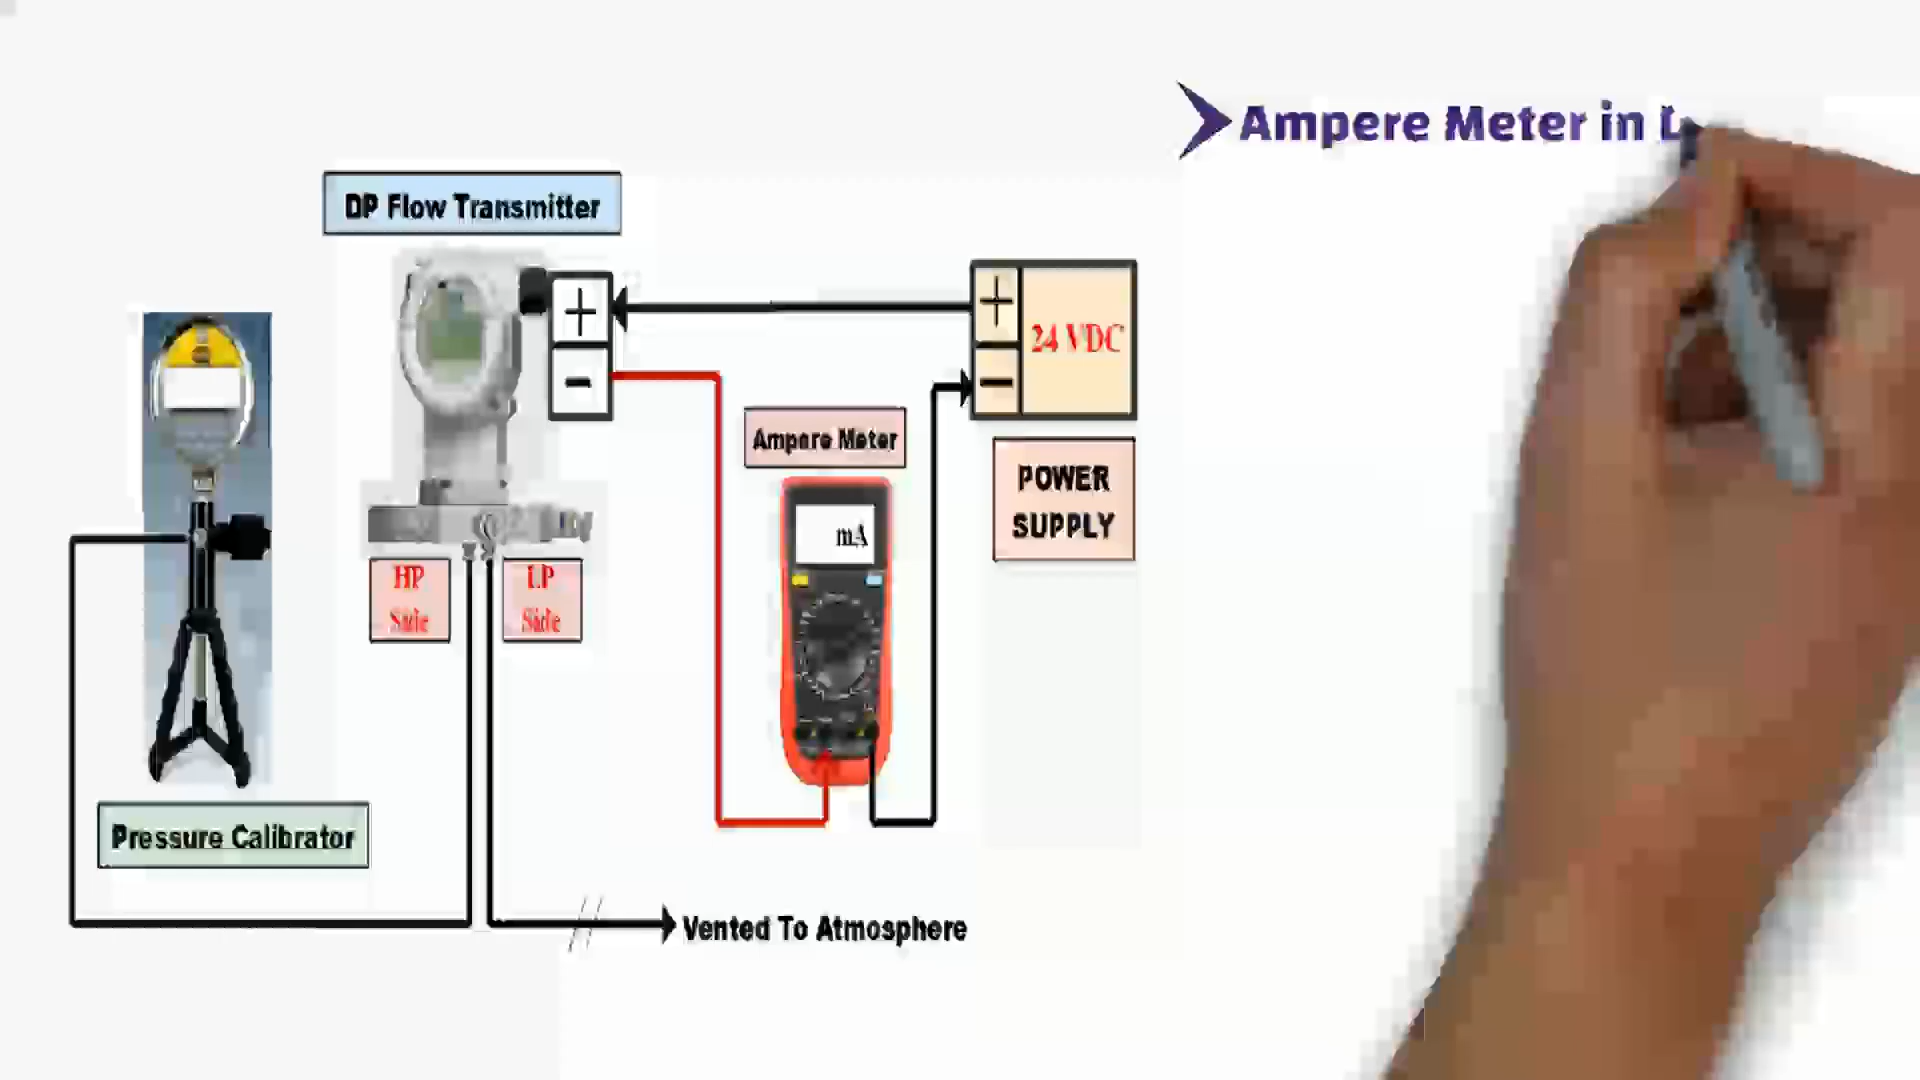 Ampere Meter in
DP Flow Transmitter
+
−
+
−
24 VDC
Ampere Meter
mA
POWER
SUPPLY
HP
Side
LP
Side
Pressure Calibrator
Vented To Atmosphere